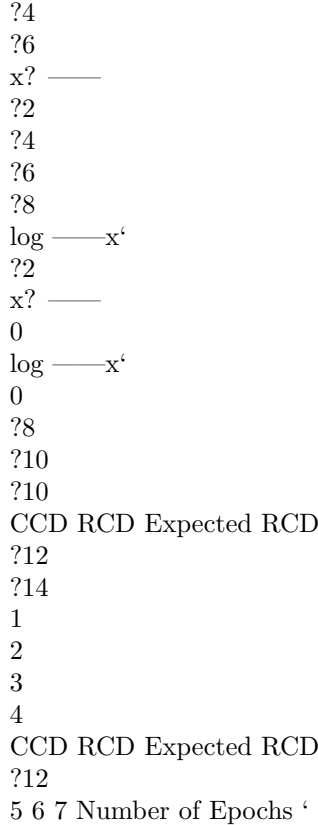 ?4
?6
x? ——
?2
?4
?6
?8
log ——x‘
?2
x? ——
0
log ——x‘
0
?8
?10
?10
CCD RCD Expected RCD
?12
?14
1
2
3
4
CCD RCD Expected RCD
?12
5 6 7 Number of Epochs ‘